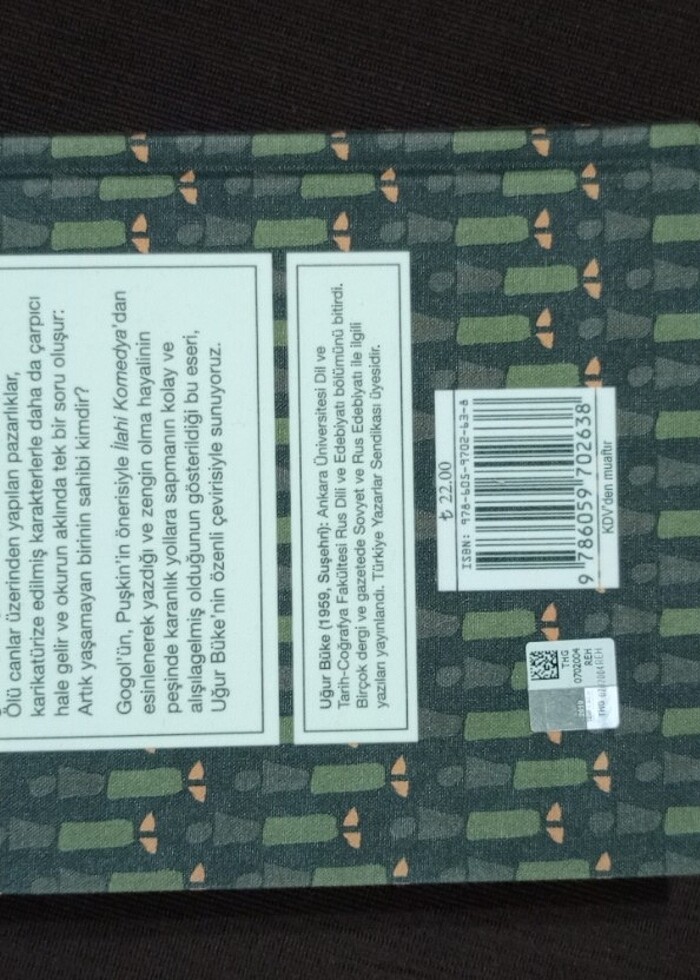 Ölü canlar üzerinden yapılan pazarlıklar,
karikatürize edilmiş karakterlerle daha da çarpıcı
hale gelir ve okurun aklında tek bir soru oluşur:
Artık yaşamayan birinin sahibi kimdir?
Gogol'ün, Puşkin'in önerisiyle İlahi Komedya'dan
esinlenerek yazdığı ve zengin olma hayalinin
peşinde karanlık yollara sapmanın kolay ve
alışılagelmiş olduğunun gösterildiği bu eseri,
Uğur Büke'nin özenli çevirisiyle sunuyoruz.
Uğur Büke (1959, Suşehri): Ankara Üniversitesi Dil ve
Tarih-Coğrafya Fakültesi Rus Dili ve Edebiyatı bölümünü bitirdi.
Birçok dergi ve gazetede Sovyet ve Rus Edebiyatı ile ilgili
yazıları yayınlandı. Türkiye Yazarlar Sendikası üyesidir.
₺ 22.00
ISBN: 978-605-9702-63-8
9 786059 702638
KDV'den muaftır
THG
0702004
REH